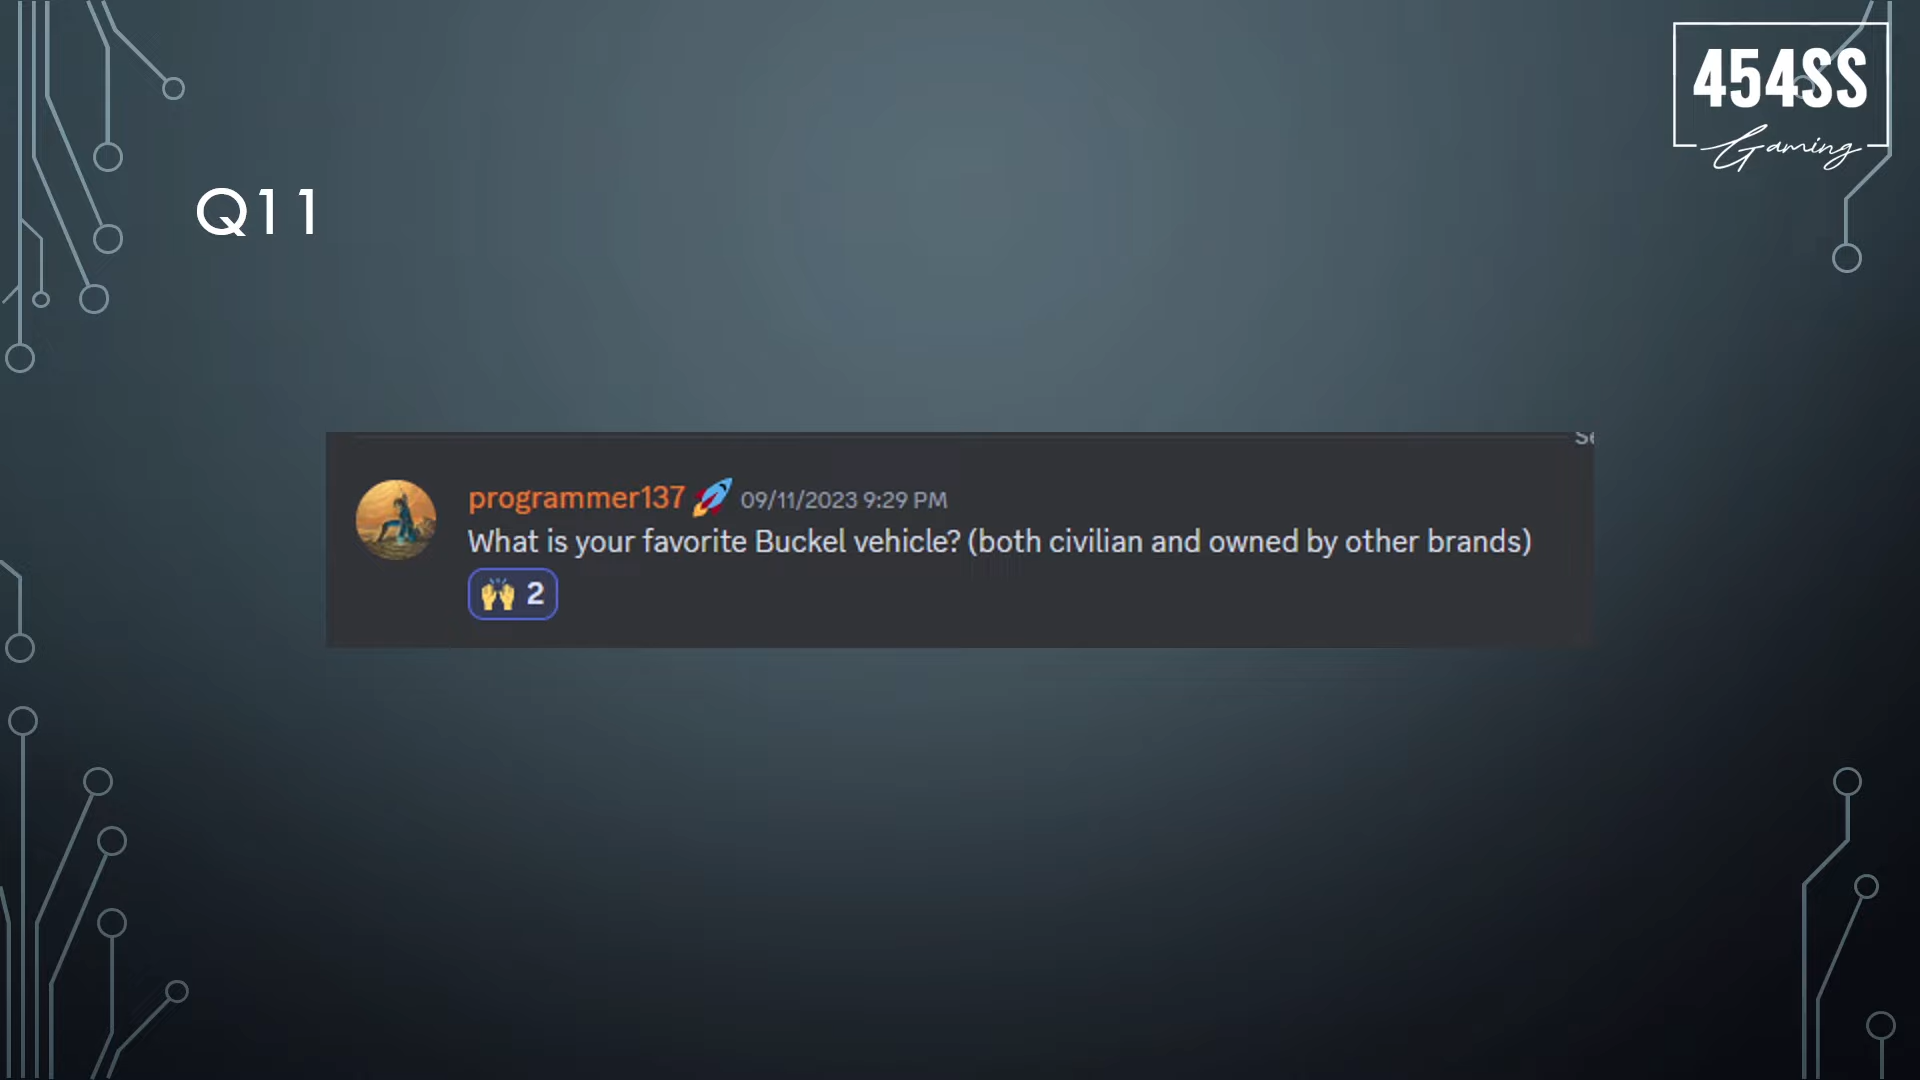 454SS
Gaming
Q11
programmer137 🚀 09/11/2023 9:29 PM
What is your favorite Buckel vehicle? (both civilian and owned by other brands)
🙌 2